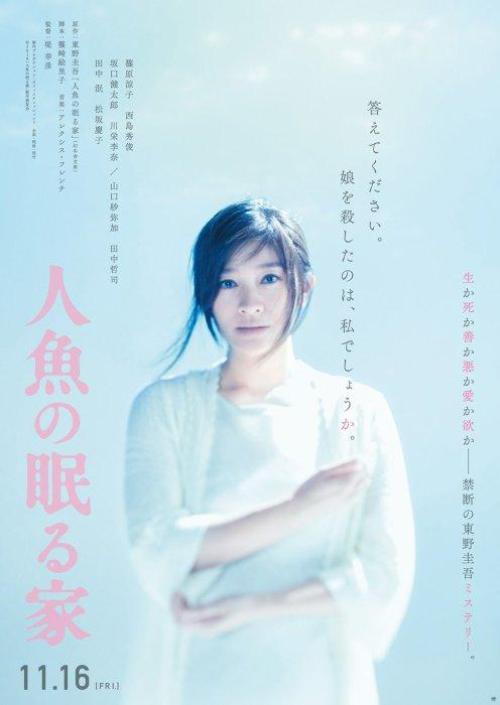 生か死か善か悪か愛か欲か――禁断の東野圭吾ミステリー。
答えてください。
娘を殺したのは、私でしょうか。
篠原涼子　西島秀俊
坂口健太郎　川栄李奈／山口紗弥加　田中哲司
田中 泯　松坂慶子
原作：東野圭吾「人魚の眠る家」
脚本：篠﨑絵里子　音楽：アレクシス・フレンチ
監督：堤 幸彦
人魚の眠る家
11.16 [FRI.]